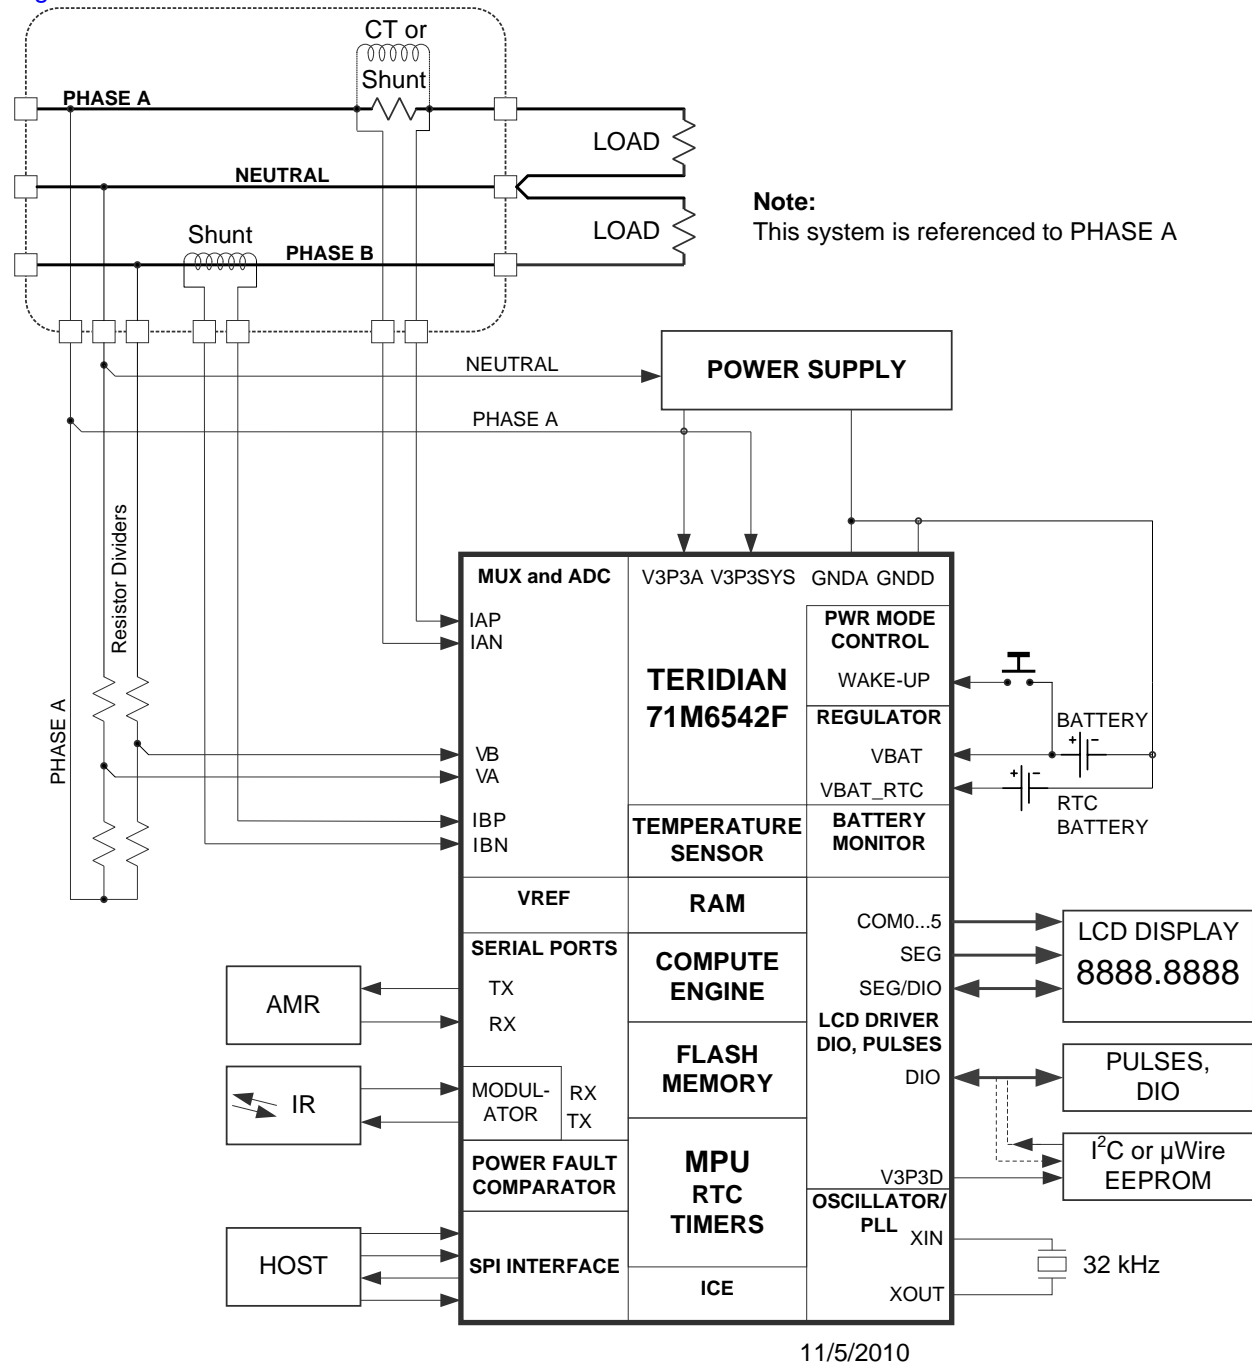 CT or
Shunt
PHASE A
LOAD
NEUTRAL
Note:
This system is referenced to PHASE A
Shunt
LOAD
PHASE B
NEUTRAL
POWER SUPPLY
PHASE A
Resistor Dividers
PHASE A
MUX and ADC
V3P3A V3P3SYS GNDA GNDD
IAP
IAN
PWR MODE
CONTROL
TERIDIAN
71M6542F
WAKE-UP
REGULATOR
BATTERY
VB
VA
VBAT
VBAT_RTC
RTC
BATTERY
IBP
IBN
TEMPERATURE
SENSOR
BATTERY
MONITOR
VREF
RAM
COM0...5
SEG
SEG/DIO
LCD DISPLAY
8888.8888
SERIAL PORTS
TX
RX
COMPUTE
ENGINE
AMR
LCD DRIVER
DIO, PULSES
FLASH
MEMORY
DIO
PULSES,
DIO
IR
MODUL-
ATOR
RX
TX
I²C or µWire
EEPROM
POWER FAULT
COMPARATOR
MPU
RTC
TIMERS
V3P3D
OSCILLATOR/
PLL
XIN
HOST
SPI INTERFACE
32 kHz
ICE
XOUT
11/5/2010